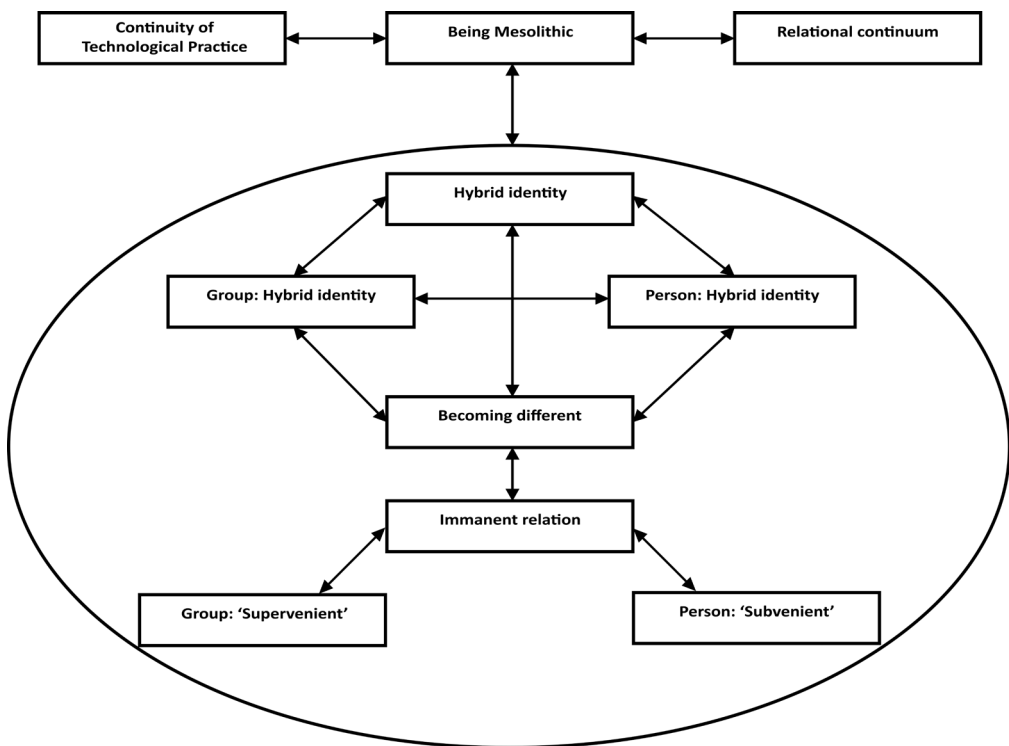 Continuity of
Technological Practice
Being Mesolithic
Relational continuum
Hybrid identity
Group: Hybrid identity
Person: Hybrid identity
Becoming different
Immanent relation
Group: ‘Supervenient’
Person: ‘Subvenient’